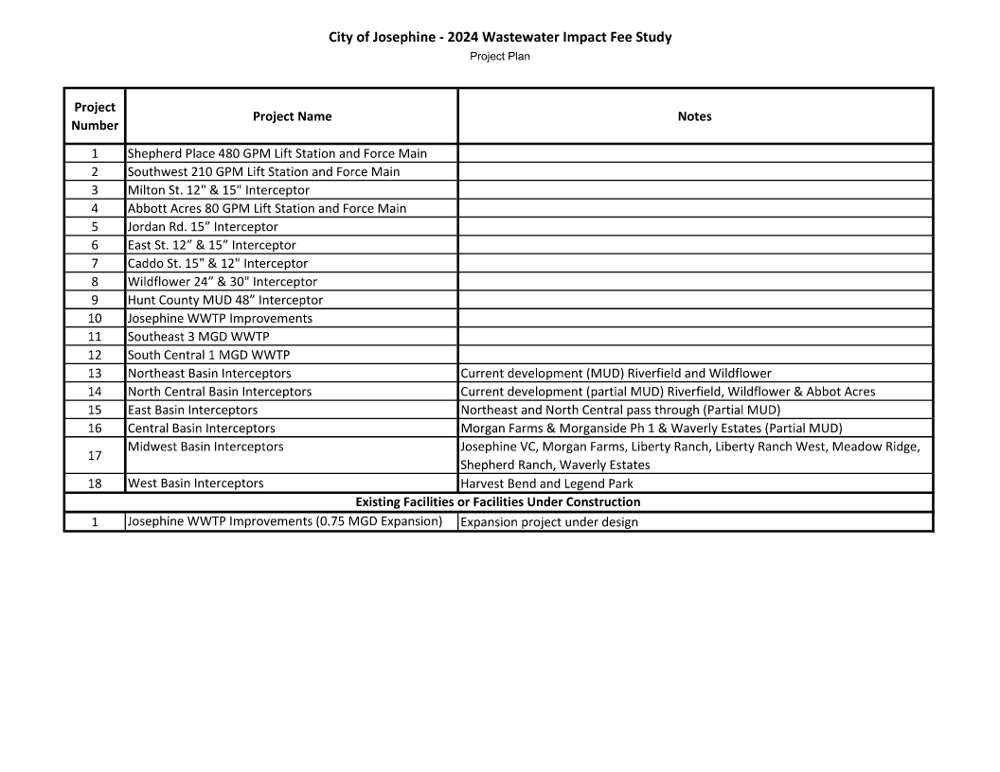 City of Josephine - 2024 Wastewater Impact Fee Study
Project Plan
Project Number Project Name Notes
1 Shepherd Place 480 GPM Lift Station and Force Main
2 Southwest 210 GPM Lift Station and Force Main
3 Milton St. 12" & 15" Interceptor
4 Abbott Acres 80 GPM Lift Station and Force Main
5 Jordan Rd. 15” Interceptor
6 East St. 12” & 15” Interceptor
7 Caddo St. 15" & 12" Interceptor
8 Wildflower 24” & 30" Interceptor
9 Hunt County MUD 48” Interceptor
10 Josephine WWTP Improvements
11 Southeast 3 MGD WWTP
12 South Central 1 MGD WWTP
13 Northeast Basin Interceptors Current development (MUD) Riverfield and Wildflower
14 North Central Basin Interceptors Current development (partial MUD) Riverfield, Wildflower & Abbot Acres
15 East Basin Interceptors Northeast and North Central pass through (Partial MUD)
16 Central Basin Interceptors Morgan Farms & Morganside Ph 1 & Waverly Estates (Partial MUD)
17 Midwest Basin Interceptors Josephine VC, Morgan Farms, Liberty Ranch, Liberty Ranch West, Meadow Ridge,
Shepherd Ranch, Waverly Estates
18 West Basin Interceptors Harvest Bend and Legend Park
Existing Facilities or Facilities Under Construction
1 Josephine WWTP Improvements (0.75 MGD Expansion) Expansion project under design